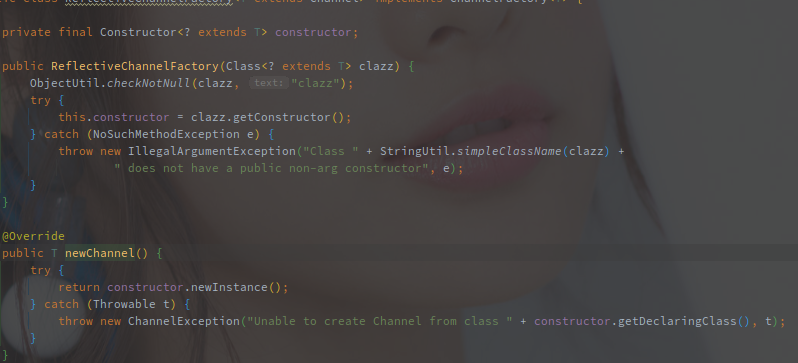 private final Constructor<? extends T> constructor;
public ReflectiveChannelFactory(Class<? extends T> clazz) {
ObjectUtil.checkNotNull(clazz, text: "clazz");
try {
this.constructor = clazz.getConstructor();
} catch (NoSuchMethodException e) {
throw new IllegalArgumentException("Class " + StringUtil.simpleClassName(clazz) +
" does not have a public non-arg constructor", e);
}
}
@Override
public T newChannel() {
try {
return constructor.newInstance();
} catch (Throwable t) {
throw new ChannelException("Unable to create Channel from class " + constructor.getDeclaringClass(), t);
}
}